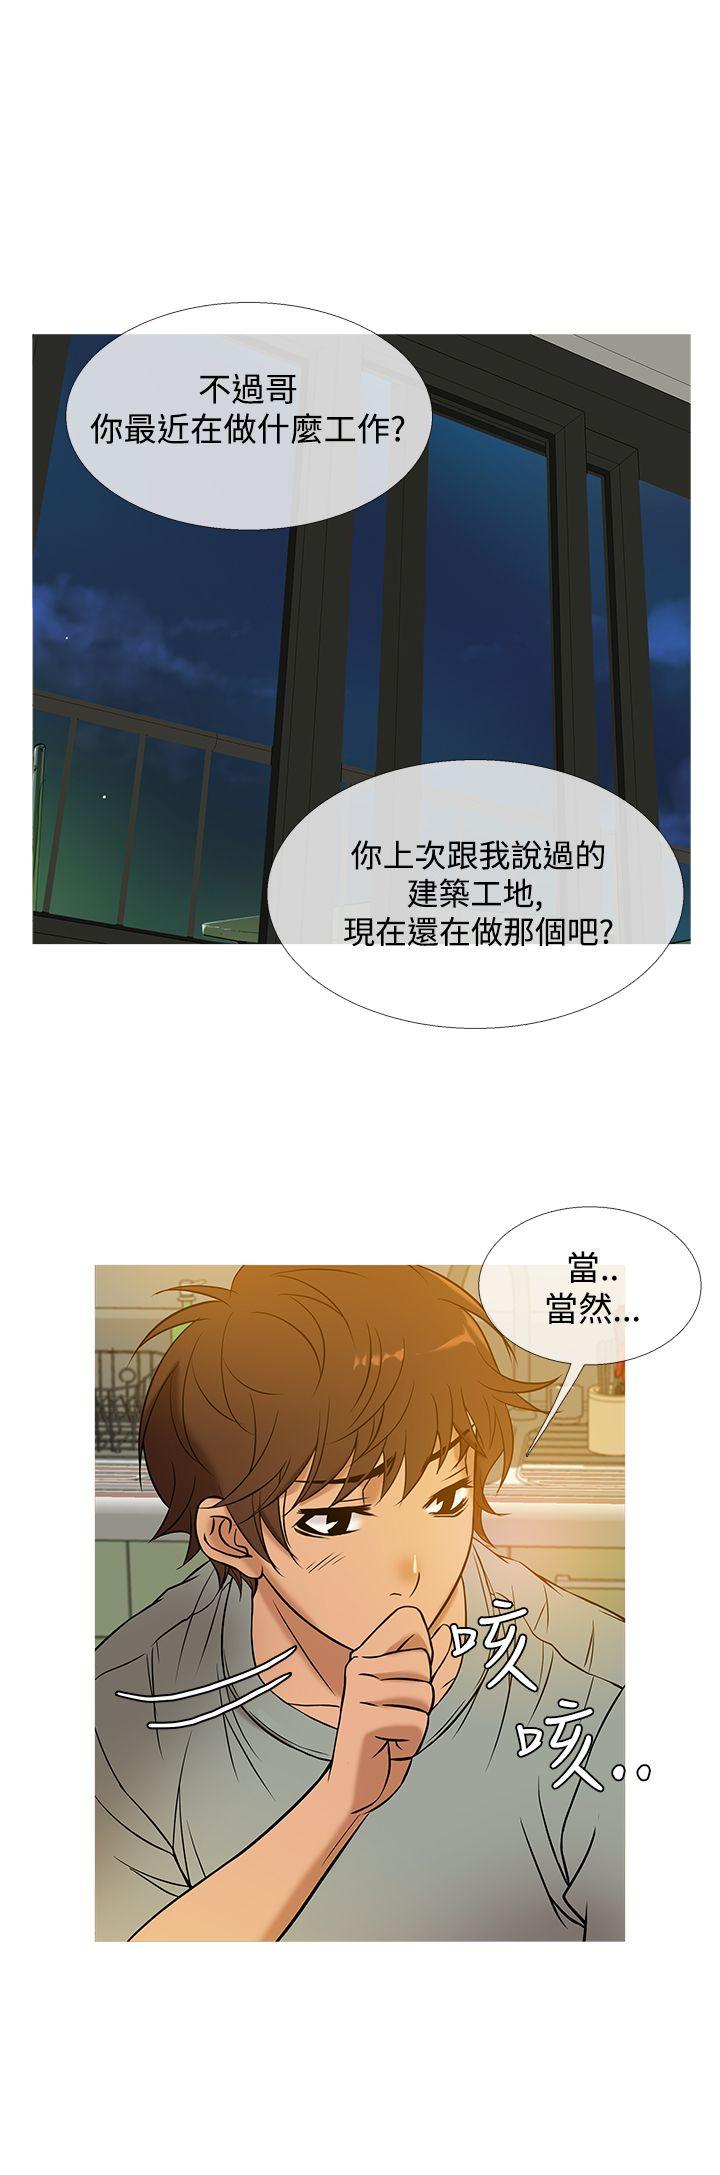 不過哥
你最近在做什麼工作?
你上次跟我說過的
建築工地,
現在還在做那個吧?
當..
當然...
咳
咳..